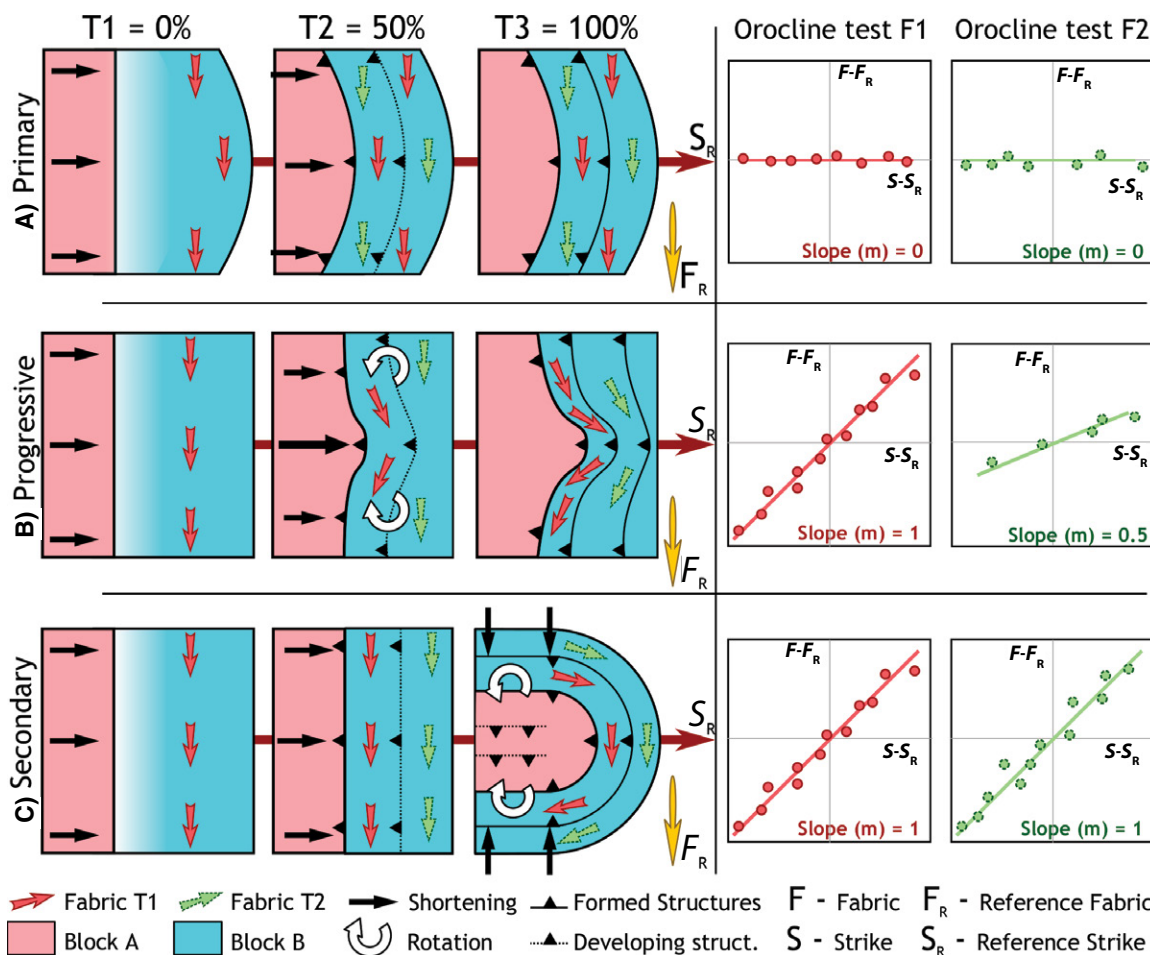 T1 = 0% T2 = 50% T3 = 100% Orocline test F1 Orocline test F2
A) Primary
S_R
F_R
F-F_R
S-S_R
Slope (m) = 0
F-F_R
S-S_R
Slope (m) = 0
B) Progressive
S_R
F_R
F-F_R
S-S_R
Slope (m) = 1
F-F_R
S-S_R
Slope (m) = 0.5
C) Secondary
S_R
F_R
F-F_R
S-S_R
Slope (m) = 1
F-F_R
S-S_R
Slope (m) = 1
Fabric T1 Fabric T2 Shortening Formed Structures F - Fabric F_R - Reference Fabric
Block A Block B Rotation Developing struct. S - Strike S_R - Reference Strike